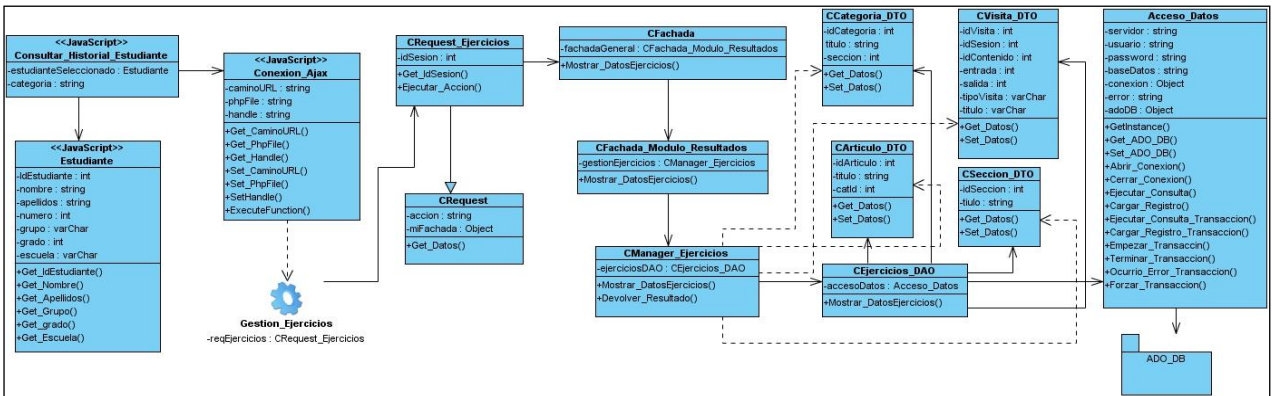 <<JavaScript>>
Consultar_Historial_Estudiante
-estudianteSeleccionado : Estudiante
-categoria : string
<<JavaScript>>
Estudiante
-IdEstudiante : int
-nombre : string
-apellidos : string
-numero : int
-grupo : varChar
-grado : int
-escuela : varChar
+Get_IdEstudiante()
+Get_Nombre()
+Get_Apellidos()
+Get_Grupo()
+Get_grado()
+Get_Escuela()
<<JavaScript>>
Conexion_Ajax
-caminoURL : string
-phpFile : string
-handle : string
+Get_CaminoURL()
+Get_PhpFile()
+Get_Handle()
+Set_CaminoURL()
+Set_PhpFile()
+SetHandle()
+ExecuteFunction()
Gestion_Ejercicios
-reqEjercicios : CRequest_Ejercicios
CRequest_Ejercicios
-idSesion : int
+Get_IdSesion()
+Ejecutar_Accion()
CRequest
-accion : string
-miFachada : Object
+Get_Datos()
CFachada
-fachadaGeneral : CFachada_Modulo_Resultados
+Mostrar_DatosEjercicios()
CFachada_Modulo_Resultados
-gestionEjercicios : CManager_Ejercicios
+Mostrar_DatosEjercicios()
CManager_Ejercicios
-ejerciciosDAO : CEjercicios_DAO
+Mostrar_DatosEjercicios()
+Devolver_Resultado()
CCategoria_DTO
-idCategoria : int
titulo : string
-seccion : int
+Get_Datos()
+Set_Datos()
CArticulo_DTO
-idArticulo : int
-titulo : string
-catId : int
+Get_Datos()
+Set_Datos()
CEjercicios_DAO
-accesoDatos : Acceso_Datos
+Mostrar_DatosEjercicios()
CVisita_DTO
-idVisita : int
-idSesion : int
-idContenido : int
-entrada : int
-salida : int
-tipoVisita : varChar
-titulo : varChar
+Get_Datos()
+Set_Datos()
CSeccion_DTO
-idSeccion : int
-tiulo : string
+Get_Datos()
+Set_Datos()
Acceso_Datos
-servidor : string
-usuario : string
-password : string
-baseDatos : string
-conexion : Object
-error : string
-adoDB : Object
+GetInstance()
+Get_ADO_DB()
+Set_ADO_DB()
+Abrir_Conexion()
+Cerrar_Conexion()
+Ejecutar_Consulta()
+Cargar_Registro()
+Ejecutar_Consulta_Transaccion()
+Cargar_Registro_Transaccion()
+Empezar_Transaccin()
+Terminar_Transaccion()
+Ocurrio_Error_Transaccion()
+Forzar_Transaccion()
ADO_DB